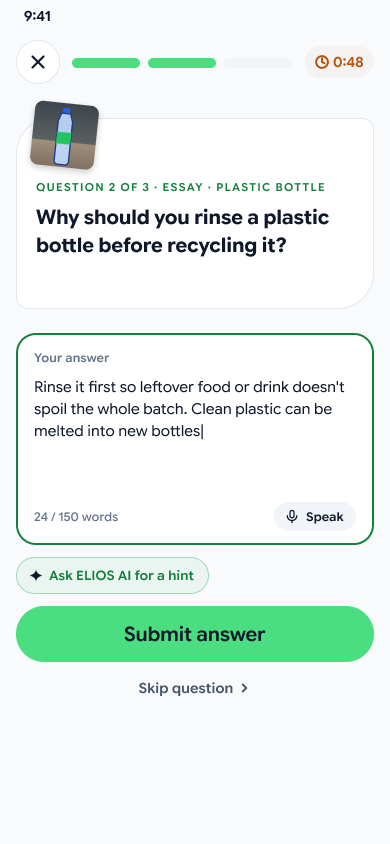 9:41
0:48
QUESTION 2 OF 3 · ESSAY · PLASTIC BOTTLE
Why should you rinse a plastic
bottle before recycling it?
Your answer
Rinse it first so leftover food or drink doesn't
spoil the whole batch. Clean plastic can be
melted into new bottles
24 / 150 words
Speak
Ask ELIOS AI for a hint
Submit answer
Skip question